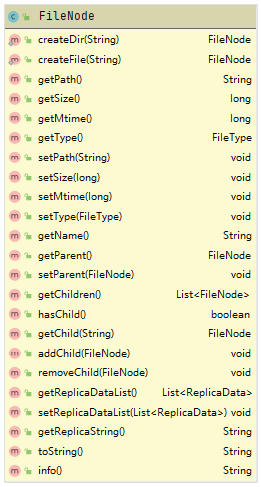 C FileNode
m createDir(String) FileNode
m createFile(String) FileNode
m getPath() String
m getSize() long
m getMtime() long
m getType() FileType
m setPath(String) void
m setSize(long) void
m setMtime(long) void
m setType(FileType) void
m getName() String
m getParent() FileNode
m setParent(FileNode) void
m getChildren() List<FileNode>
m hasChild() boolean
m getChild(String) FileNode
m addChild(FileNode) void
m removeChild(FileNode) void
m getReplicaDataList() List<ReplicaData>
m setReplicaDataList(List<ReplicaData>) void
m getReplicaString() String
m toString() String
m info() String